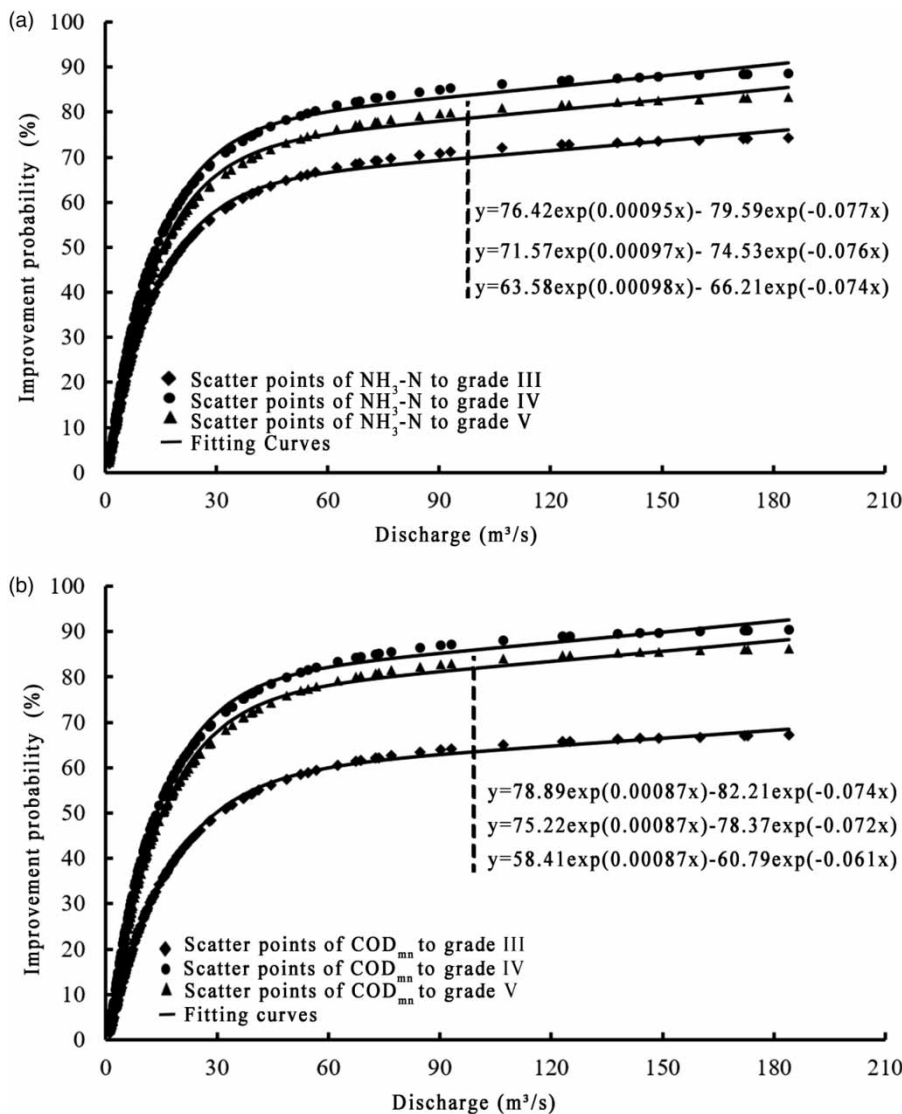 (a)
100
90
80
70
60
50
40
30
20
10
0
Improvement probability (%)
y=76.42exp(0.00095x)- 79.59exp(-0.077x)
y=71.57exp(0.00097x)- 74.53exp(-0.076x)
y=63.58exp(0.00098x)- 66.21exp(-0.074x)
Scatter points of NH₃-N to grade III
Scatter points of NH₃-N to grade IV
Scatter points of NH₃-N to grade V
Fitting Curves
0 30 60 90 120 150 180 210
Discharge (m³/s)
(b)
100
90
80
70
60
50
40
30
20
10
0
Improvement probability (%)
y=78.89exp(0.00087x)-82.21exp(-0.074x)
y=75.22exp(0.00087x)-78.37exp(-0.072x)
y=58.41exp(0.00087x)-60.79exp(-0.061x)
Scatter points of CODmn to grade III
Scatter points of CODmn to grade IV
Scatter points of CODmn to grade V
Fitting curves
0 30 60 90 120 150 180 210
Discharge (m³/s)